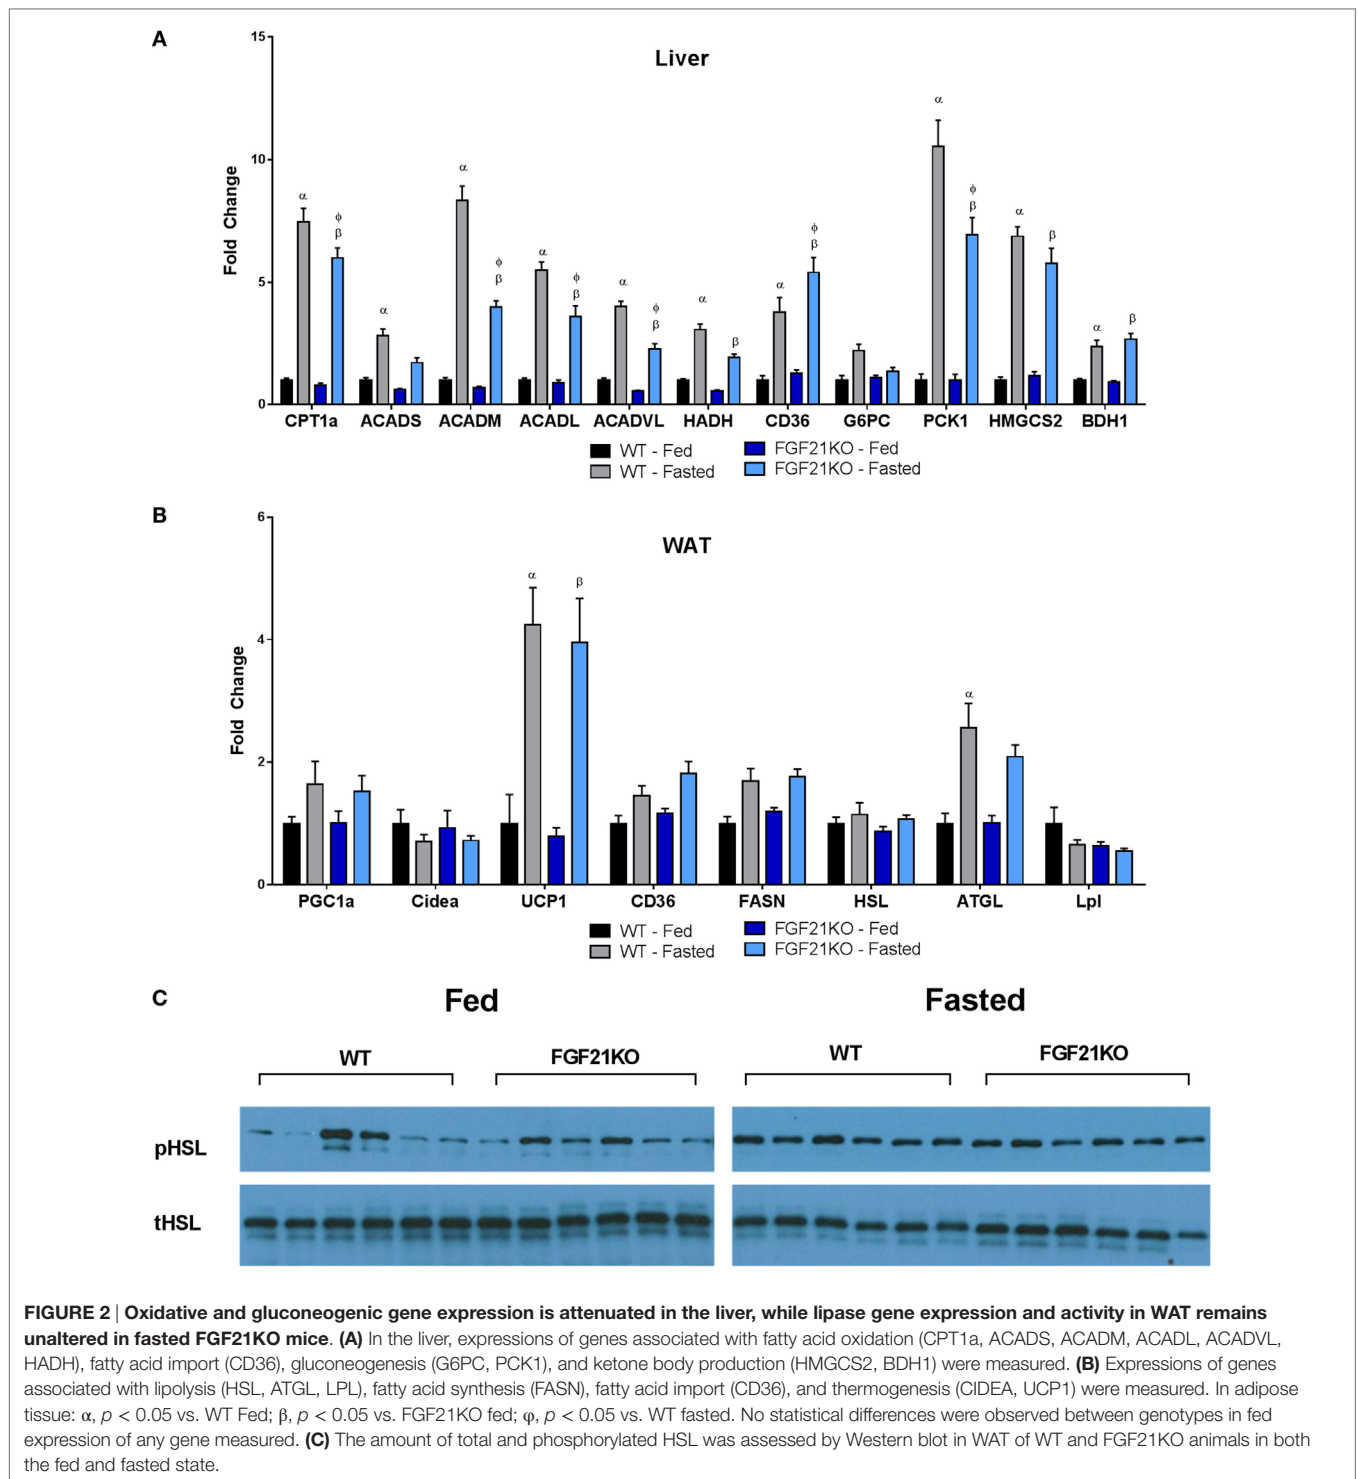 A
Liver
15
10
5
0
Fold Change
α
ϕ
β
α
α
ϕ
β
α
ϕ
β
α
ϕ
β
α
β
α
ϕ
β
α
ϕ
β
α
β
α
β
CPT1a ACADS ACADM ACADL ACADVL HADH CD36 G6PC PCK1 HMGCS2 BDH1
WT - Fed FGF21KO - Fed
WT - Fasted FGF21KO - Fasted
B
WAT
6
4
2
0
Fold Change
α β α
PGC1a Cidea UCP1 CD36 FASN HSL ATGL Lpl
WT - Fed FGF21KO - Fed
WT - Fasted FGF21KO - Fasted
C
Fed Fasted
WT FGF21KO WT FGF21KO
pHSL
tHSL
FIGURE 2 | Oxidative and gluconeogenic gene expression is attenuated in the liver, while lipase gene expression and activity in WAT remains
unaltered in fasted FGF21KO mice. (A) In the liver, expressions of genes associated with fatty acid oxidation (CPT1a, ACADS, ACADM, ACADL, ACADVL,
HADH), fatty acid import (CD36), gluconeogenesis (G6PC, PCK1), and ketone body production (HMGCS2, BDH1) were measured. (B) Expressions of genes
associated with lipolysis (HSL, ATGL, LPL), fatty acid synthesis (FASN), fatty acid import (CD36), and thermogenesis (CIDEA, UCP1) were measured. In adipose
tissue: α, p < 0.05 vs. WT Fed; β, p < 0.05 vs. FGF21KO fed; φ, p < 0.05 vs. WT fasted. No statistical differences were observed between genotypes in fed
expression of any gene measured. (C) The amount of total and phosphorylated HSL was assessed by Western blot in WAT of WT and FGF21KO animals in both
the fed and fasted state.